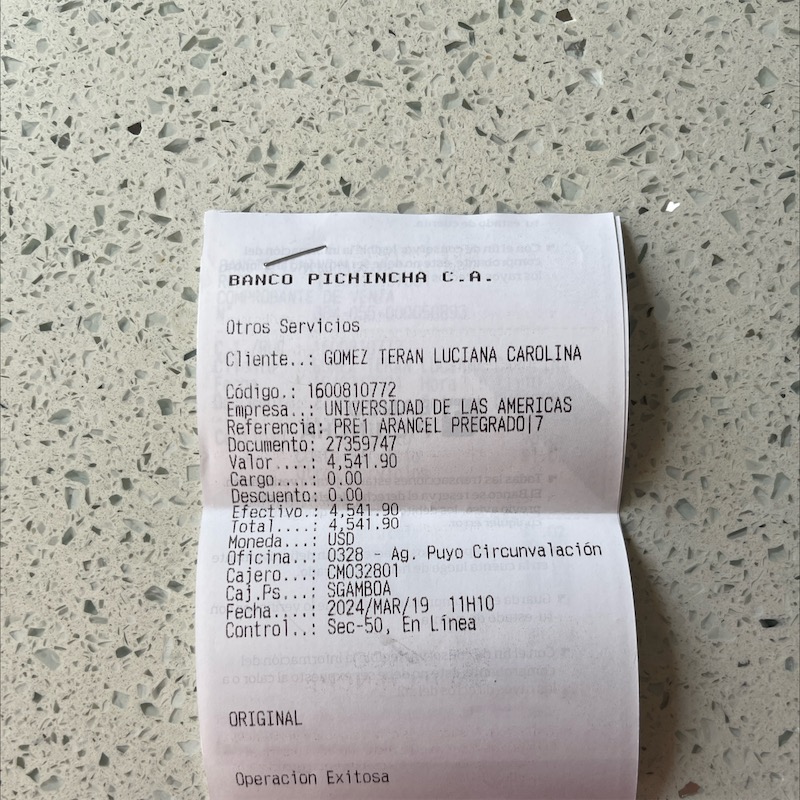 BANCO PICHINCHA C.A.
Otros Servicios
Cliente..: GOMEZ TERAN LUCIANA CAROLINA
Código.: 1600810772
Empresa..: UNIVERSIDAD DE LAS AMERICAS
Referencia: PRE1 ARANCEL PREGRADO|7
Documento: 27359747
Valor....: 4,541.90
Cargo....: 0.00
Descuento: 0.00
Efectivo.: 4,541.90
Total....: 4,541.90
Moneda...: USD
Oficina..: 0328 - Ag. Puyo Circunvalación
Cajero...: CM032801
Caj.Ps...: SGAMBOA
Fecha....: 2024/MAR/19 11H10
Control..: Sec-50, En Línea
ORIGINAL
Operacion Exitosa